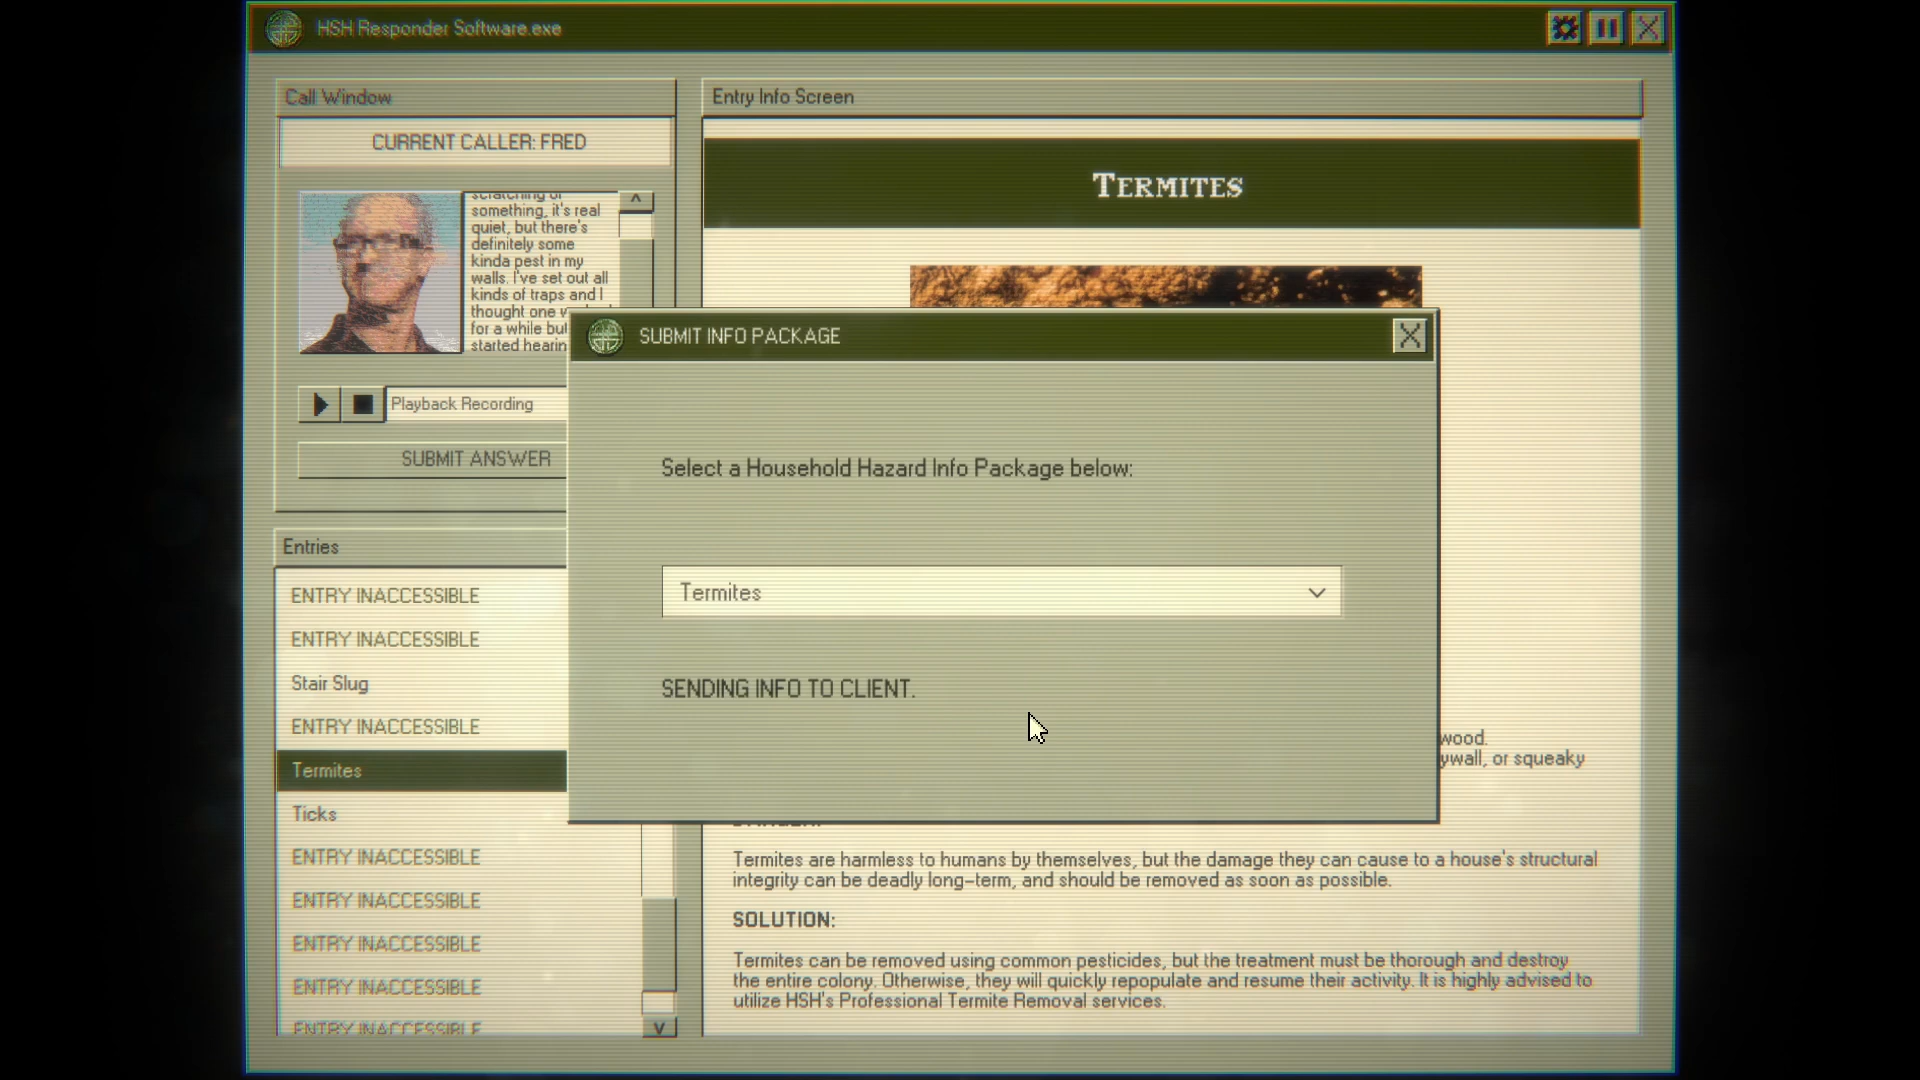 HSH Responder Software.exe
Call Window
CURRENT CALLER: FRED
scratching or
something, it's real
quiet, but there's
definitely some
kinda pest in my
walls. I've set out all
kinds of traps and I
thought one
for a while but
started hearin
Playback Recording
SUBMIT ANSWER
Entries
ENTRY INACCESSIBLE
ENTRY INACCESSIBLE
Stair Slug
ENTRY INACCESSIBLE
Termites
Ticks
ENTRY INACCESSIBLE
ENTRY INACCESSIBLE
ENTRY INACCESSIBLE
ENTRY INACCESSIBLE
ENTRY INACCESSIBLE
Entry Info Screen
TERMITES
SUBMIT INFO PACKAGE
Select a Household Hazard Info Package below:
Termites
SENDING INFO TO CLIENT.
wood.
ywall, or squeaky
Termites are harmless to humans by themselves, but the damage they can cause to a house's structural
integrity can be deadly long-term, and should be removed as soon as possible.
SOLUTION:
Termites can be removed using common pesticides, but the treatment must be thorough and destroy
the entire colony. Otherwise, they will quickly repopulate and resume their activity. It is highly advised to
utilize HSH's Professional Termite Removal services.